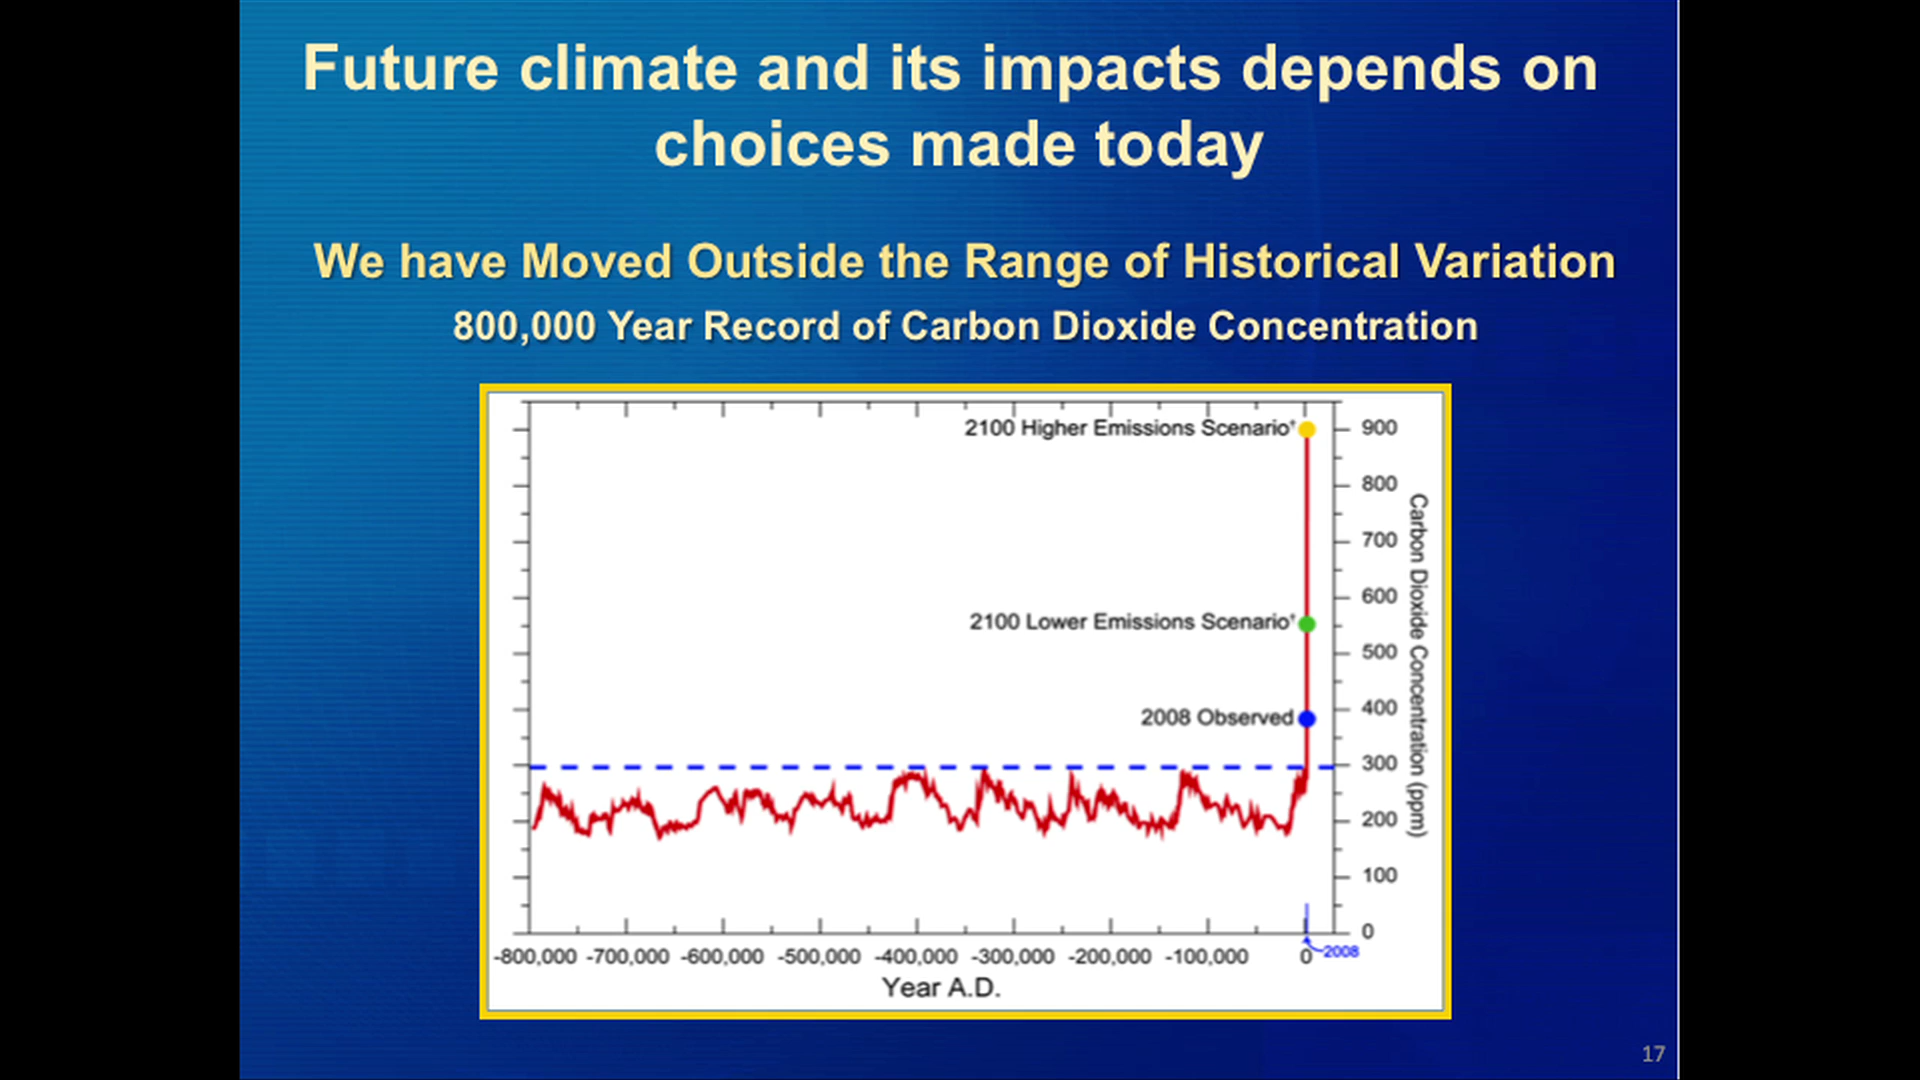 Future climate and its impacts depends on
choices made today
We have Moved Outside the Range of Historical Variation
800,000 Year Record of Carbon Dioxide Concentration
2100 Higher Emissions Scenario†
2100 Lower Emissions Scenario†
2008 Observed
900
800
700
600
500
400
300
200
100
0
Carbon Dioxide Concentration (ppm)
-800,000 -700,000 -600,000 -500,000 -400,000 -300,000 -200,000 -100,000 0 2008
Year A.D.
17